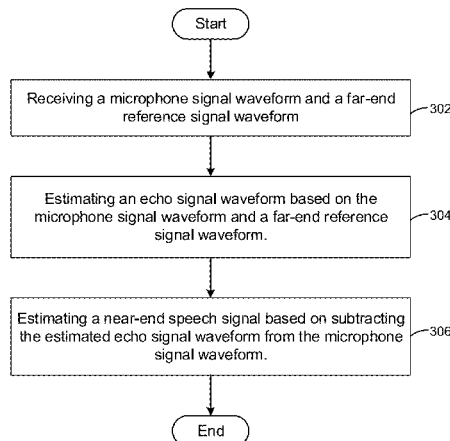 Start
Receiving a microphone signal waveform and a far-end
reference signal waveform
302
Estimating an echo signal waveform based on the
microphone signal waveform and a far-end reference
signal waveform.
304
Estimating a near-end speech signal based on subtracting
the estimated echo signal waveform from the microphone
signal waveform.
306
End